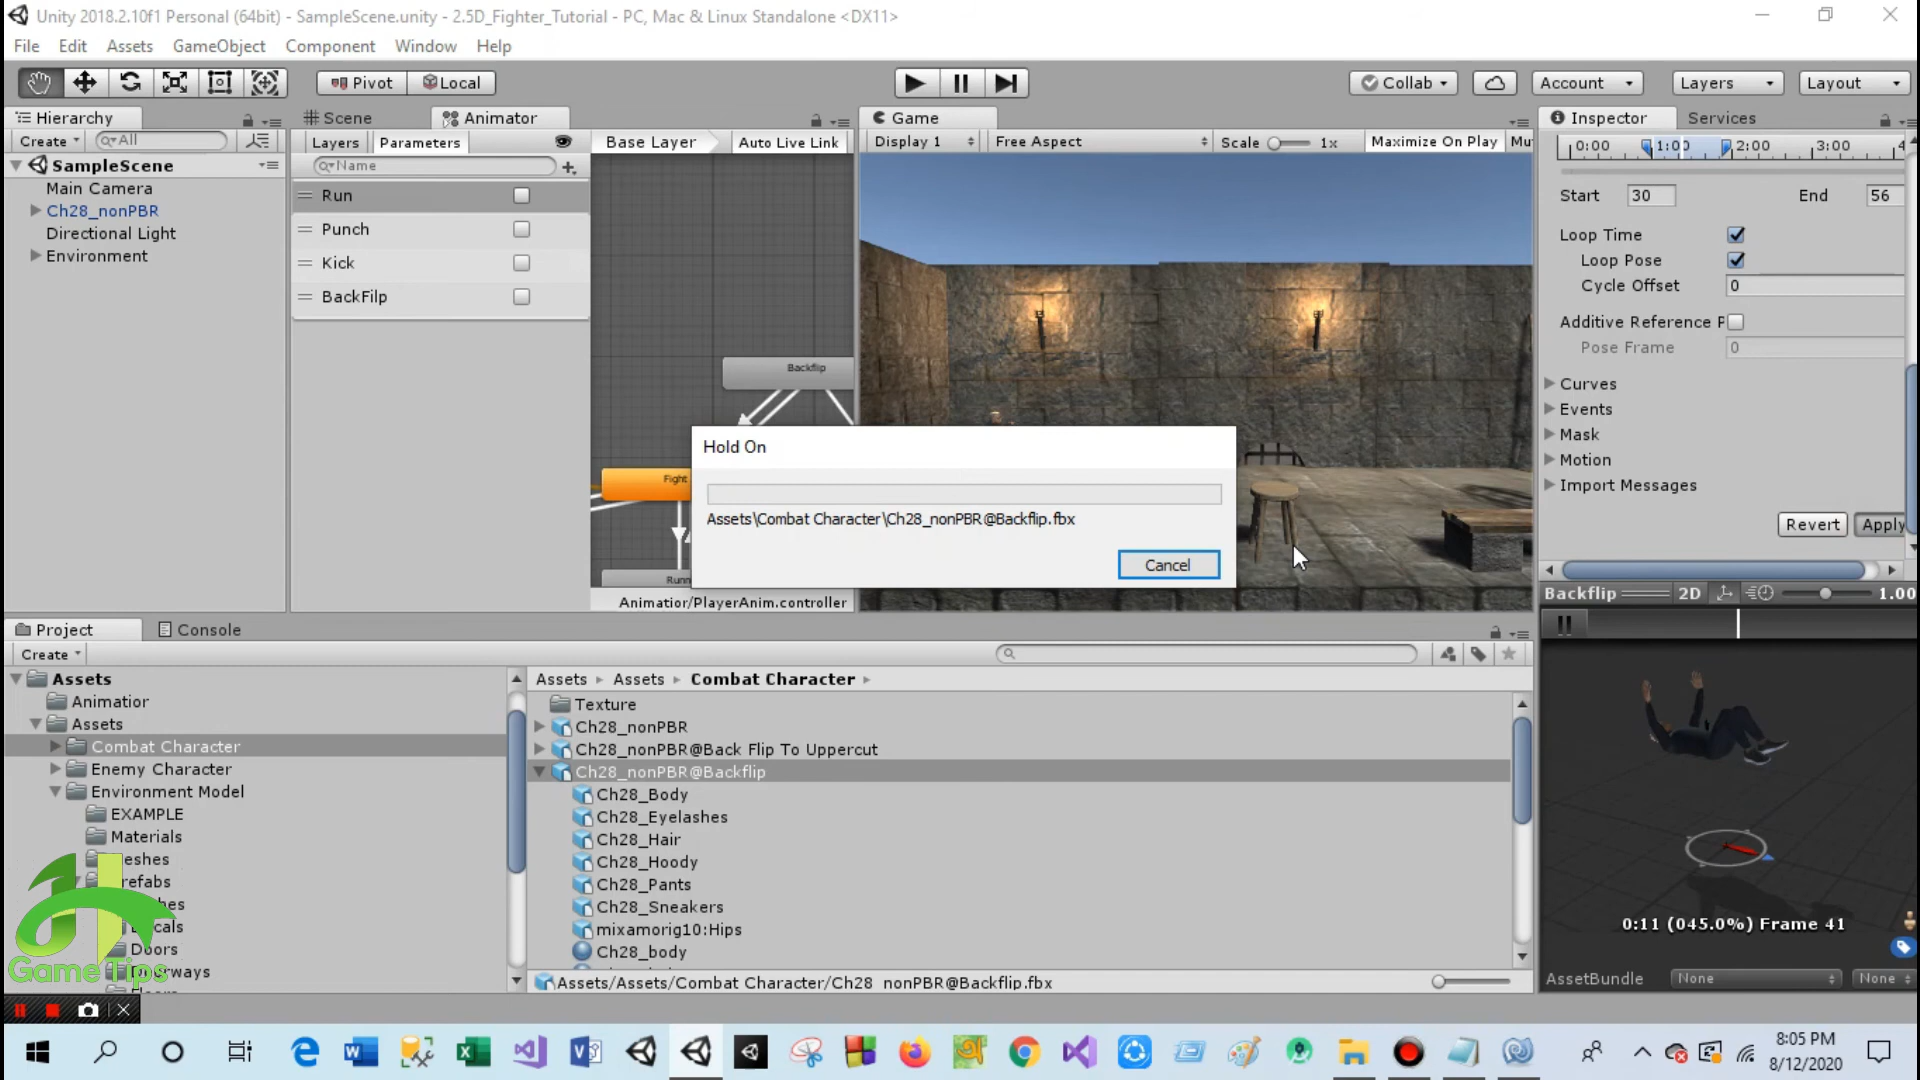 Unity 2018.2.10f1 Personal (64bit) - SampleScene.unity - 2.5D_Fighter_Tutorial - PC, Mac & Linux Standalone <DX11>
File Edit Assets GameObject Component Window Help
Pivot Local Collab Account Layers Layout
Hierarchy Scene Animator Game Inspector Services
Create All Layers Parameters Base Layer Auto Live Link Display 1 Free Aspect Scale 1x Maximize On Play Mu
0:00 1:00 2:00 3:00 4
SampleScene
Name
Main Camera
Ch28_nonPBR
Directional Light
Environment
Run
Punch
Kick
BackFilp
Start 30 End 56
Loop Time
Loop Pose
Cycle Offset 0
Additive Reference P
Pose Frame 0
Curves
Events
Mask
Motion
Import Messages
Revert Apply
Backflip
Fight
Runn
Animatior/PlayerAnim.controller
Hold On
Assets\Combat Character\Ch28_nonPBR@Backflip.fbx
Cancel
Backflip 2D 1.00
Project Console
Create
Assets
Animatior
Assets
Combat Character
Enemy Character
Environment Model
EXAMPLE
Materials
eshes
refabs
hes
cals
Doors
orways
Assets Assets Combat Character
Texture
Ch28_nonPBR
Ch28_nonPBR@Back Flip To Uppercut
Ch28_nonPBR@Backflip
Ch28_Body
Ch28_Eyelashes
Ch28_Hair
Ch28_Hoody
Ch28_Pants
Ch28_Sneakers
mixamorig10:Hips
Ch28_body
Assets/Assets/Combat Character/Ch28_nonPBR@Backflip.fbx
0:11 (045.0%) Frame 41
AssetBundle None None
GameTips
8:05 PM
8/12/2020